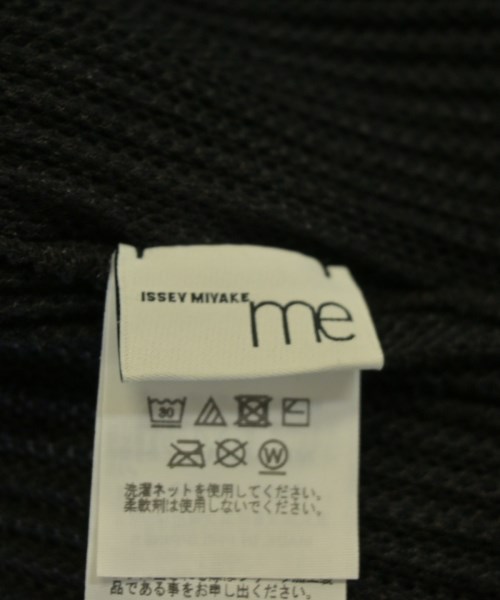 ISSEY MIYAKE
me
30
W
洗濯ネットを使用してください。
柔軟剤は使用しないでください。
品である事をお申し出ください。